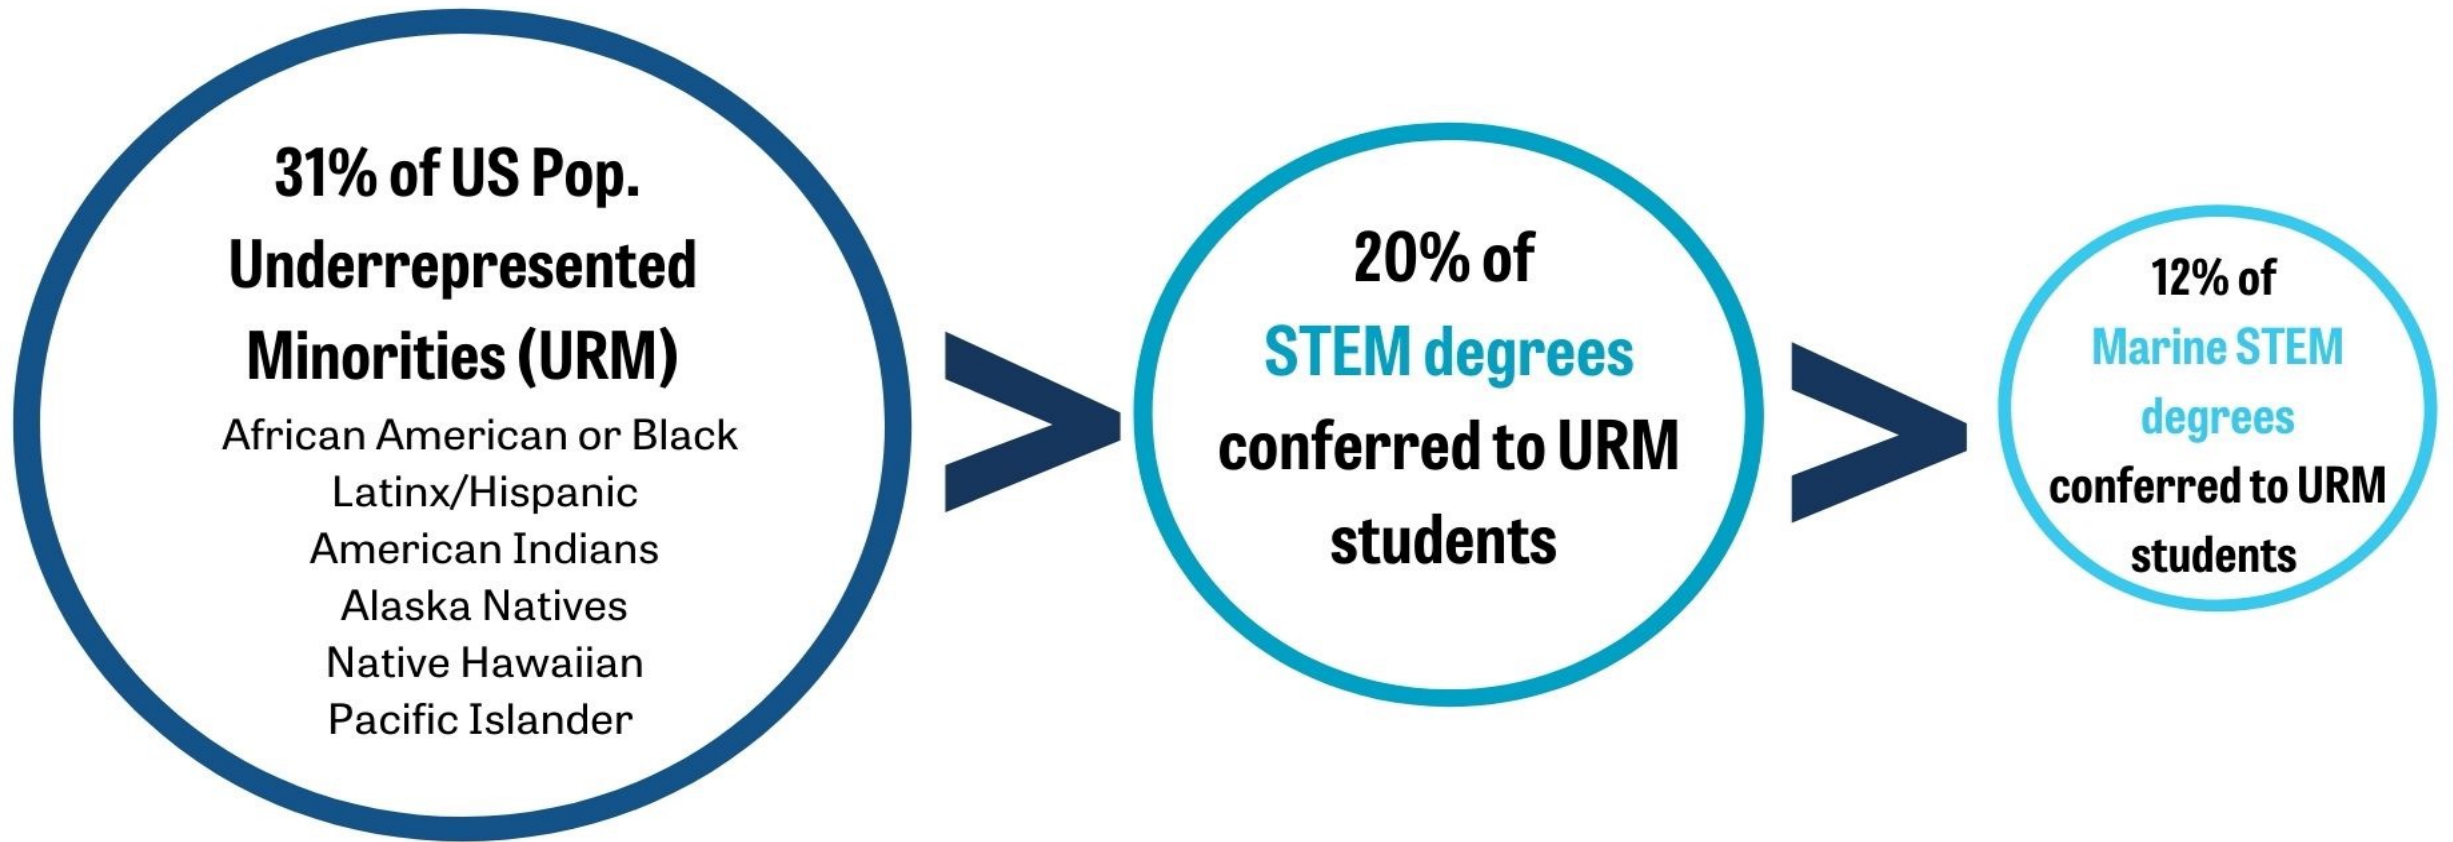 31% of US Pop.
Underrepresented
Minorities (URM)
African American or Black
Latinx/Hispanic
American Indians
Alaska Natives
Native Hawaiian
Pacific Islander
>
20% of
STEM degrees
conferred to URM
students
>
12% of
Marine STEM
degrees
conferred to URM
students